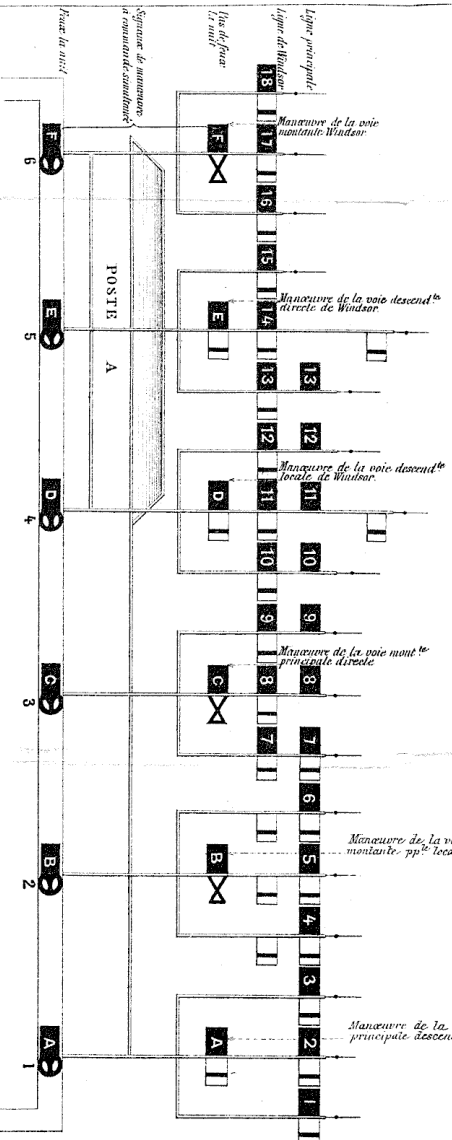 Ligne principale
13 12 11 10 9 8 7 6 5 4 3 2 1
Ligne de Windsor
18 17 16 15 14 13 12 11 10 9 8 7
Manœuvre de la voie
montante Windsor
Manœuvre de la voie descend.te
directe de Windsor
Manœuvre de la voie descend.te
locale de Windsor.
Manœuvre de la voie mont.te
principale directe
Manœuvre de la v
montante pp.le loca
Manœuvre de la
principale descen
Pas de feux
la nuit
F E D C B A
Signaux de manœuvre
à commande simultanée
POSTE A
Feux la nuit
F E D C B A
6 5 4 3 2 1